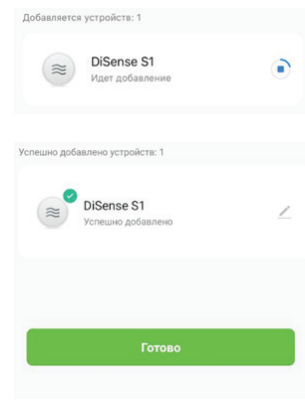 Добавляется устройств: 1
DiSense S1
Идет добавление
Успешно добавлено устройств: 1
DiSense S1
Успешно добавлено
Готово